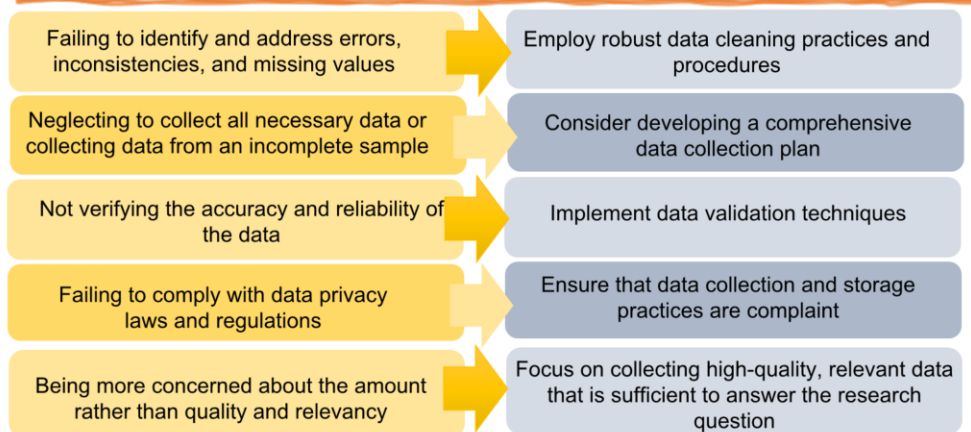 Failing to identify and address errors,
inconsistencies, and missing values
Employ robust data cleaning practices and
procedures
Neglecting to collect all necessary data or
collecting data from an incomplete sample
Consider developing a comprehensive
data collection plan
Not verifying the accuracy and reliability of
the data
Implement data validation techniques
Failing to comply with data privacy
laws and regulations
Ensure that data collection and storage
practices are complaint
Being more concerned about the amount
rather than quality and relevancy
Focus on collecting high-quality, relevant data
that is sufficient to answer the research
question